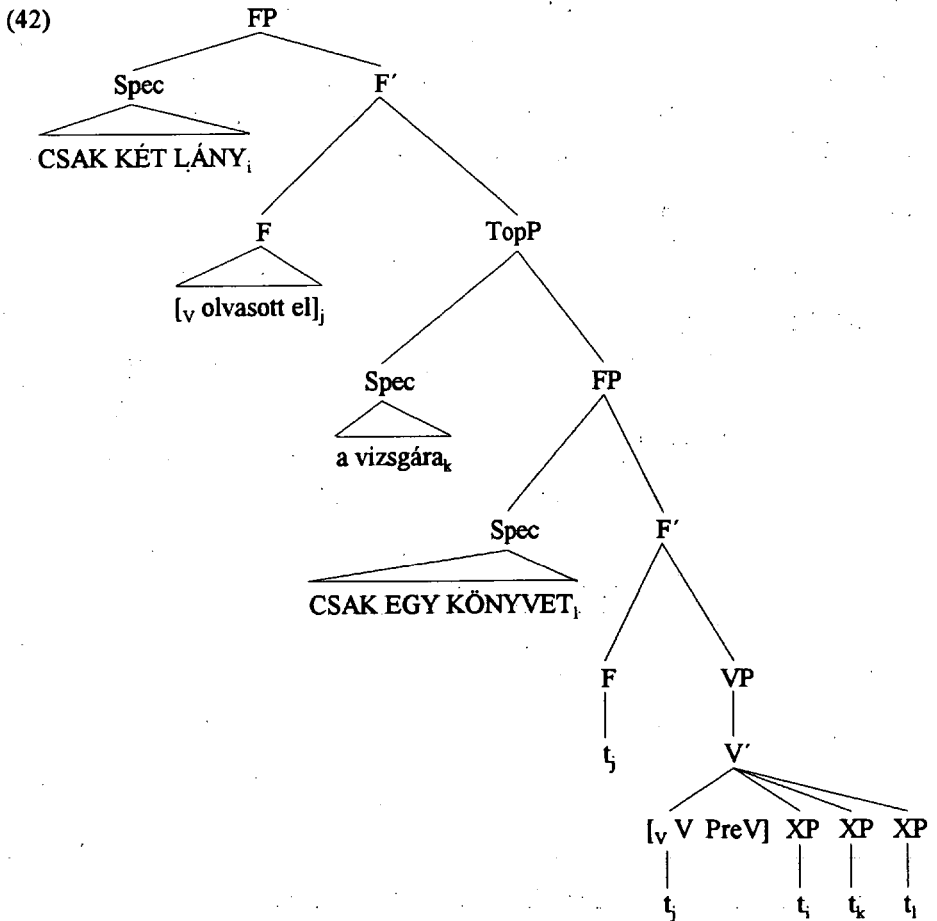 (42) FP
Spec F´
CSAK KÉT LÁNYᵢ
F TopP
[ᵥ olvasott el]ⱼ
Spec FP
a vizsgáraₖ
Spec F´
CSAK EGY KÖNYVETₗ
F VP
tⱼ V´
[ᵥ V PreV] XP XP XP
tⱼ tᵢ tₖ tₗ